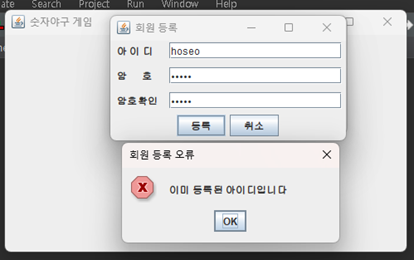 ate Search Project Run Window Help
숫자야구 게임
회원 등록
아 이 디 hoseo
암 호 •••••
암호확인 •••••
등록 취소
회원 등록 오류
이미 등록된 아이디입니다
OK